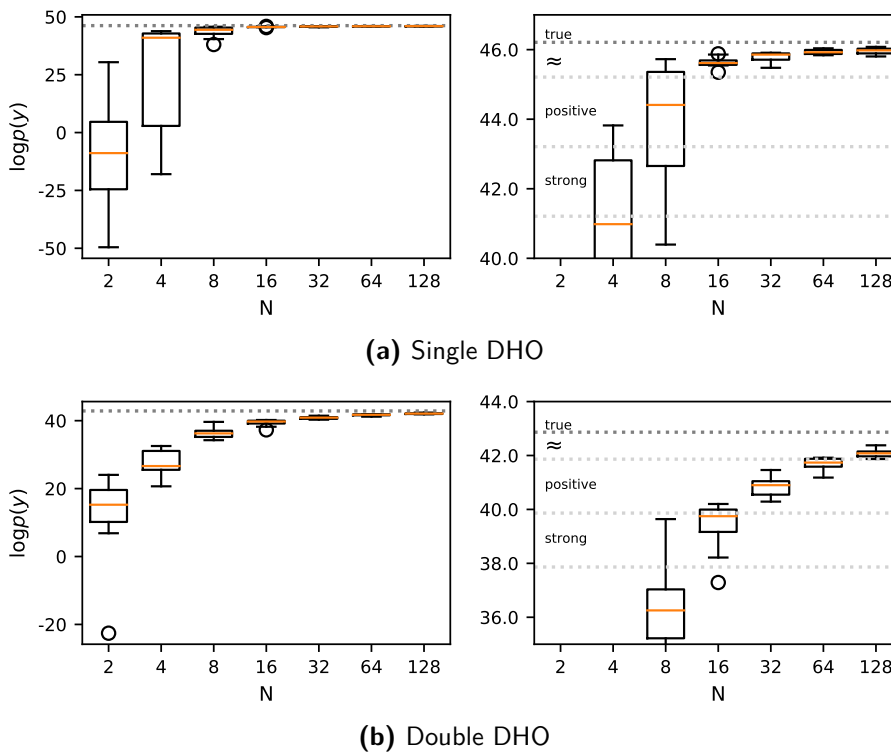 50
25
0
-25
-50
logp(y)
2 4 8 16 32 64 128
N
46.0
44.0
42.0
40.0
true
≈
positive
strong
2 4 8 16 32 64 128
N
(a) Single DHO
40
20
0
-20
logp(y)
2 4 8 16 32 64 128
N
44.0
42.0
40.0
38.0
36.0
true
≈
positive
strong
2 4 8 16 32 64 128
N
(b) Double DHO